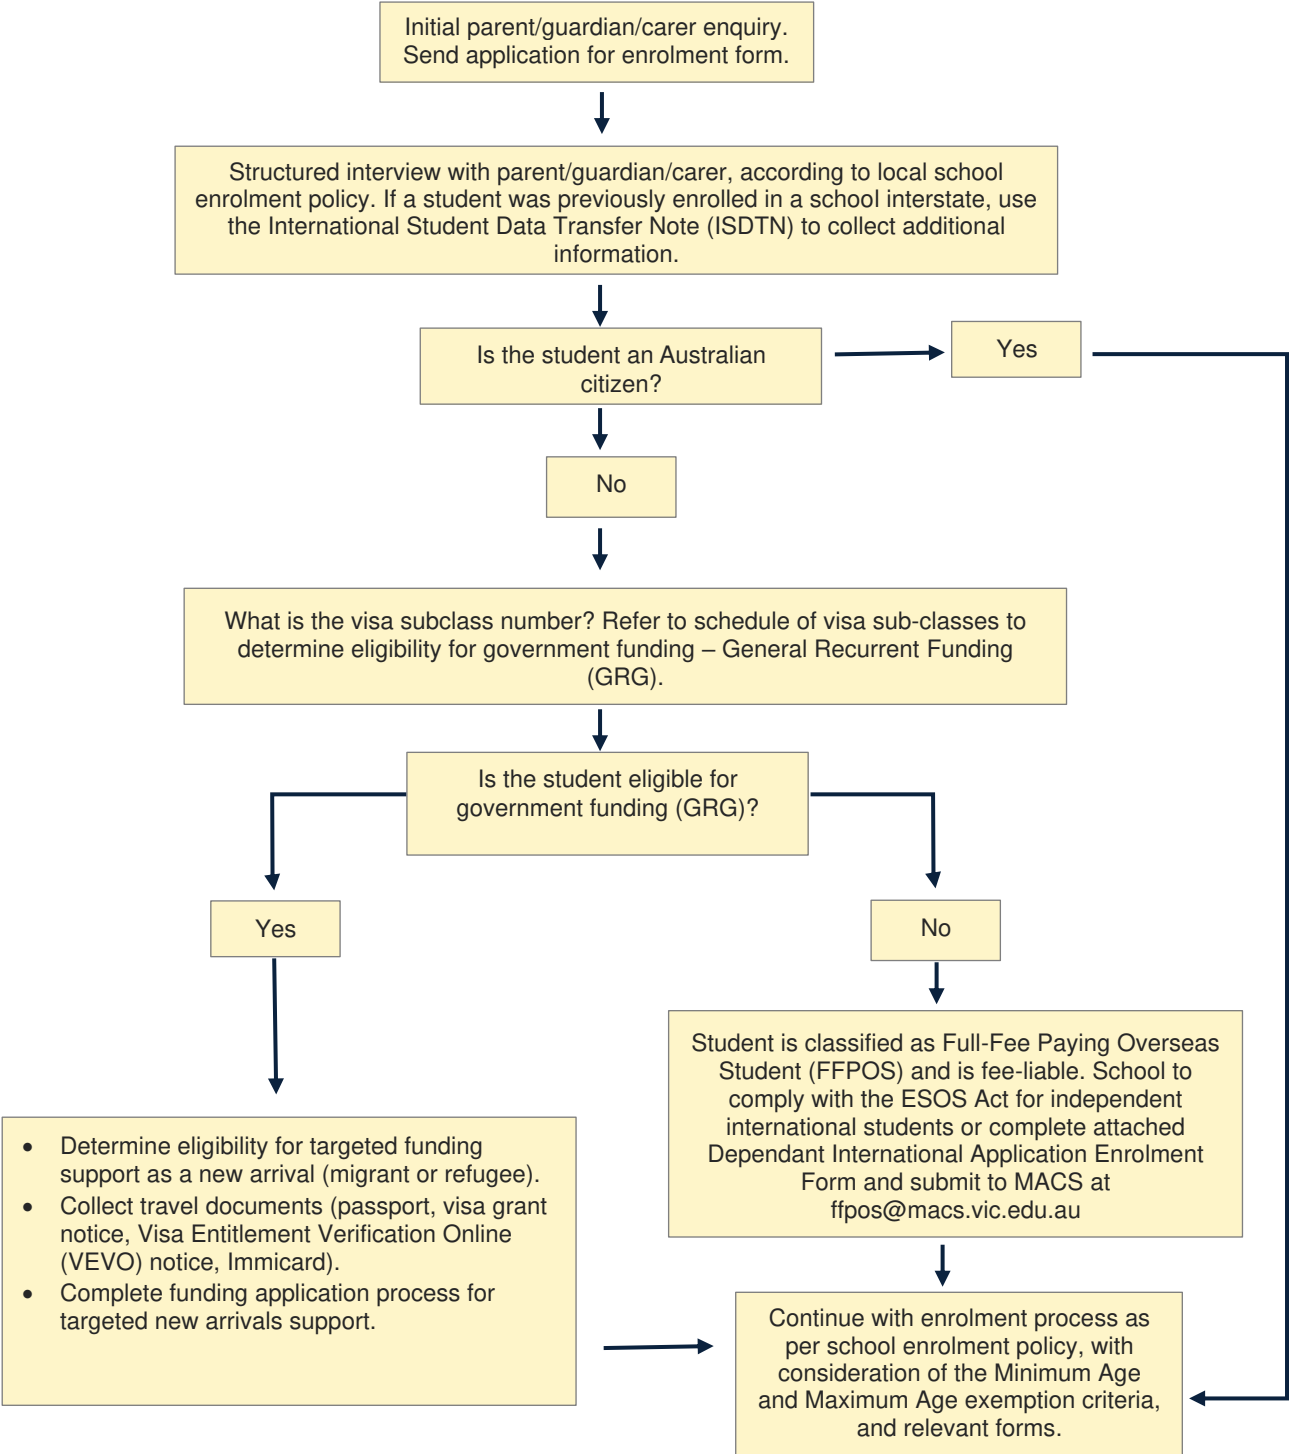 Initial parent/guardian/carer enquiry.
Send application for enrolment form.
Structured interview with parent/guardian/carer, according to local school
enrolment policy. If a student was previously enrolled in a school interstate, use
the International Student Data Transfer Note (ISDTN) to collect additional
information.
Is the student an Australian
citizen?
Yes
No
What is the visa subclass number? Refer to schedule of visa sub-classes to
determine eligibility for government funding – General Recurrent Funding
(GRG).
Is the student eligible for
government funding (GRG)?
Yes
No
Student is classified as Full-Fee Paying Overseas
Student (FFPOS) and is fee-liable. School to
comply with the ESOS Act for independent
international students or complete attached
Dependant International Application Enrolment
Form and submit to MACS at
ffpos@macs.vic.edu.au
• Determine eligibility for targeted funding
support as a new arrival (migrant or refugee).
• Collect travel documents (passport, visa grant
notice, Visa Entitlement Verification Online
(VEVO) notice, Immicard).
• Complete funding application process for
targeted new arrivals support.
Continue with enrolment process as
per school enrolment policy, with
consideration of the Minimum Age
and Maximum Age exemption criteria,
and relevant forms.